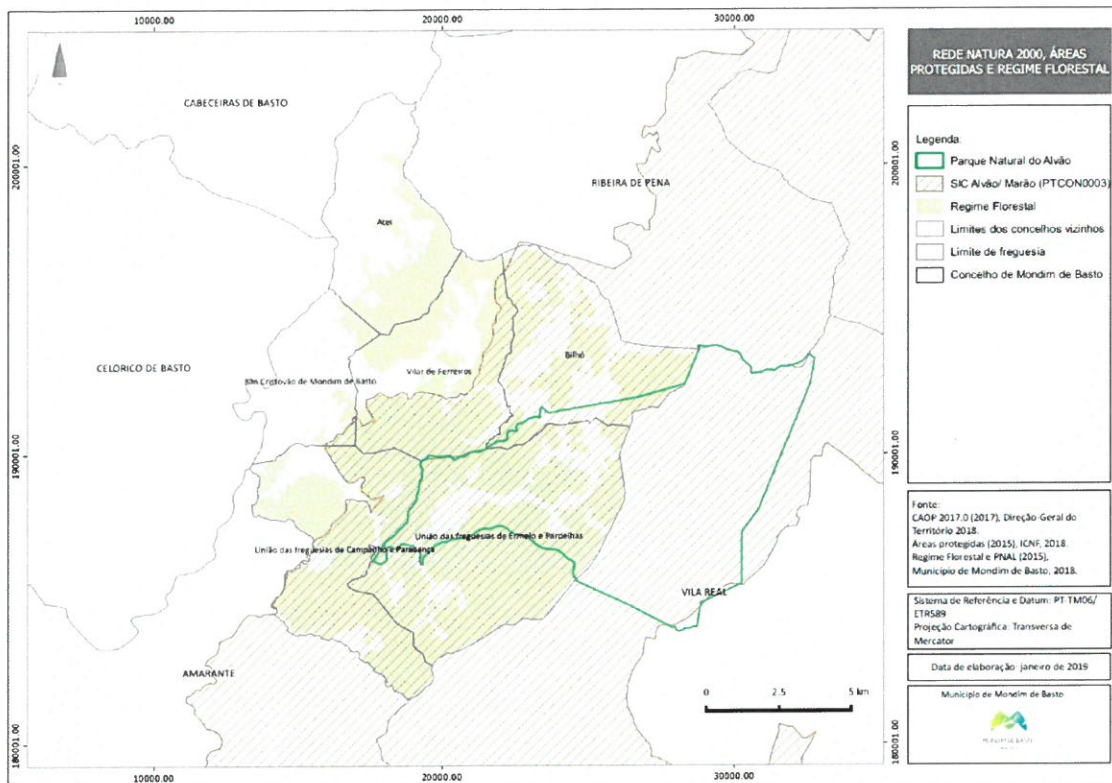 10000.00
20000.00
30000.00
REDE NATURA 2000, ÁREAS
PROTEGIDAS E REGIME FLORESTAL
CABECEIRAS DE BASTO
RIBEIRA DE PENA
200001.00
200001.00
Atei
Bilhó
Vilar de Ferreiros
CELORICO DE BASTO
São Cristovão de Mondim de Basto
190001.00
190001.00
União das freguesias de Ermelo e Pardelhas
União das freguesias de Campanhó e Paradança
VILA REAL
AMARANTE
0
2.5
5 km
180001.00
180001.00
10000.00
20000.00
30000.00
Legenda:
Parque Natural do Alvão
SIC Alvão/ Marão (PTCON0003)
Regime Florestal
Limites dos concelhos vizinhos
Limite de freguesia
Concelho de Mondim de Basto
Fonte:
CAOP 2017.0 (2017), Direção-Geral do
Território 2018.
Áreas protegidas (2015), ICNF, 2018.
Regime Florestal e PNAL (2015),
Município de Mondim de Basto, 2018.
Sistema de Referência e Datum: PT-TM06/
ETRS89
Projeção Cartográfica: Transversa de
Mercator
Data de elaboração: janeiro de 2019
Município de Mondim de Basto
MONDIM DE BASTO